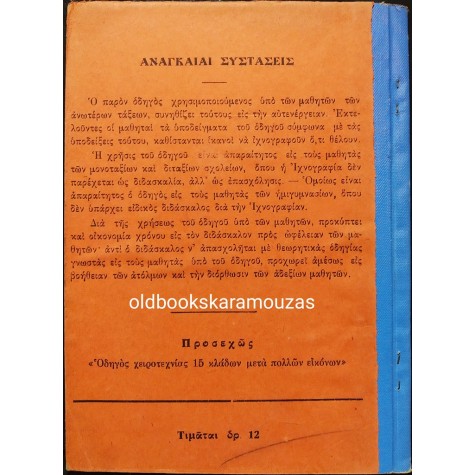 ΑΝΑΓΚΑΙΑΙ ΣΥΣΤΑΣΕΙΣ
Ὁ παρὸν ὁδηγὸς χρησιμοποιούμενος ὑπὸ τῶν μαθητῶν τῶν
ἀνωτέρων τάξεων, συνηθίζει τούτους εἰς τὴν αὐτενέργειαν. Ἐκτε-
λοῦντες οἱ μαθηταὶ τὰ ὑποδείγματα τοῦ ὁδηγοῦ σύμφωνα μὲ τὰς
ὑποδείξεις τούτου, καθίστανται ἱκανοὶ νὰ ἰχνογραφοῦν ὅ,τι θέλουν.
Ἡ χρῆσις τοῦ ὁδηγοῦ εἶναι ἀπαραίτητος εἰς τοὺς μαθητὰς
τῶν μονοταξίων καὶ διταξίων σχολείων, ὅπου ἡ Ἰχνογραφία δὲν
παρέχεται ὡς διδασκαλία, ἀλλ' ὡς ἐπασχόλησις. — Ὁμοίως εἶναι
ἀπαραίτητος ὁ ὁδηγὸς εἰς τοὺς μαθητὰς τῶν ἡμιγυμνασίων, ὅπου
δὲν ὑπάρχει εἰδικὸς διδάσκαλος διὰ τὴν Ἰχνογραφίαν.
Διὰ τῆς χρήσεως τοῦ ὁδηγοῦ ὑπὸ τῶν μαθητῶν, προκύπτει
καὶ οἰκονομία χρόνου εἰς τὸν διδάσκαλον πρὸς ὠφέλειαν τῶν μα-
θητῶν· ἀντὶ ὁ διδάσκαλος ν' ἀπασχολῆται μὲ θεωρητικὰς ὁδηγίας
γνωστὰς εἰς τοὺς μαθητὰς ὑπὸ τοῦ ὁδηγοῦ, προχωρεῖ ἀμέσως εἰς
βοήθειαν τῶν ἀτόλμων καὶ τὴν διόρθωσιν τῶν ἀδεξίων μαθητῶν.
oldbookskaramouzas
Προσεχῶς
«Ὁδηγὸς χειροτεχνίας 15 κλάδων μετὰ πολλῶν εἰκόνων»
Τιμᾶται δρ. 12